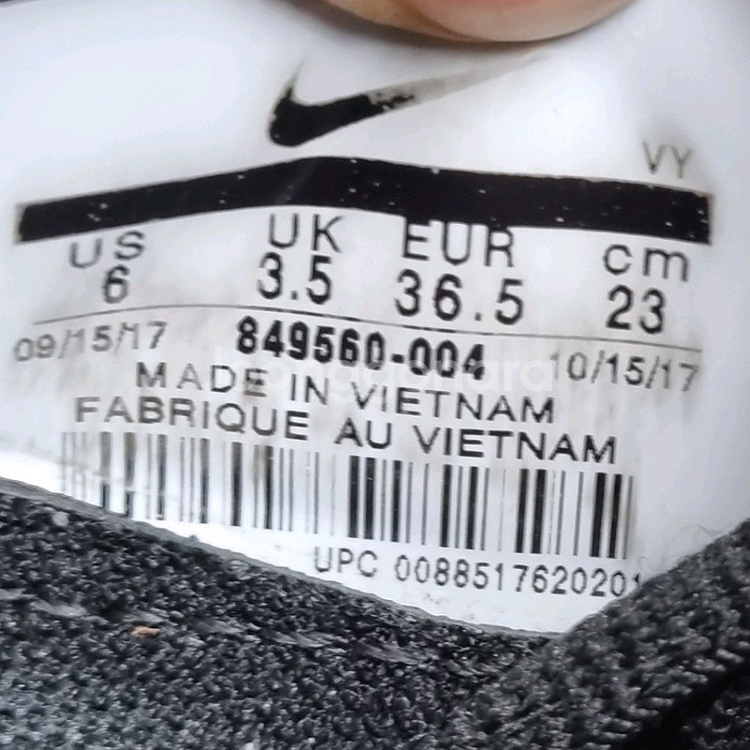 VY
US UK EUR cm
6 3.5 36.5 23
09/15/17 849560-004 10/15/17
MADE IN VIETNAM
FABRIQUE AU VIETNAM
UPC 0088517620201